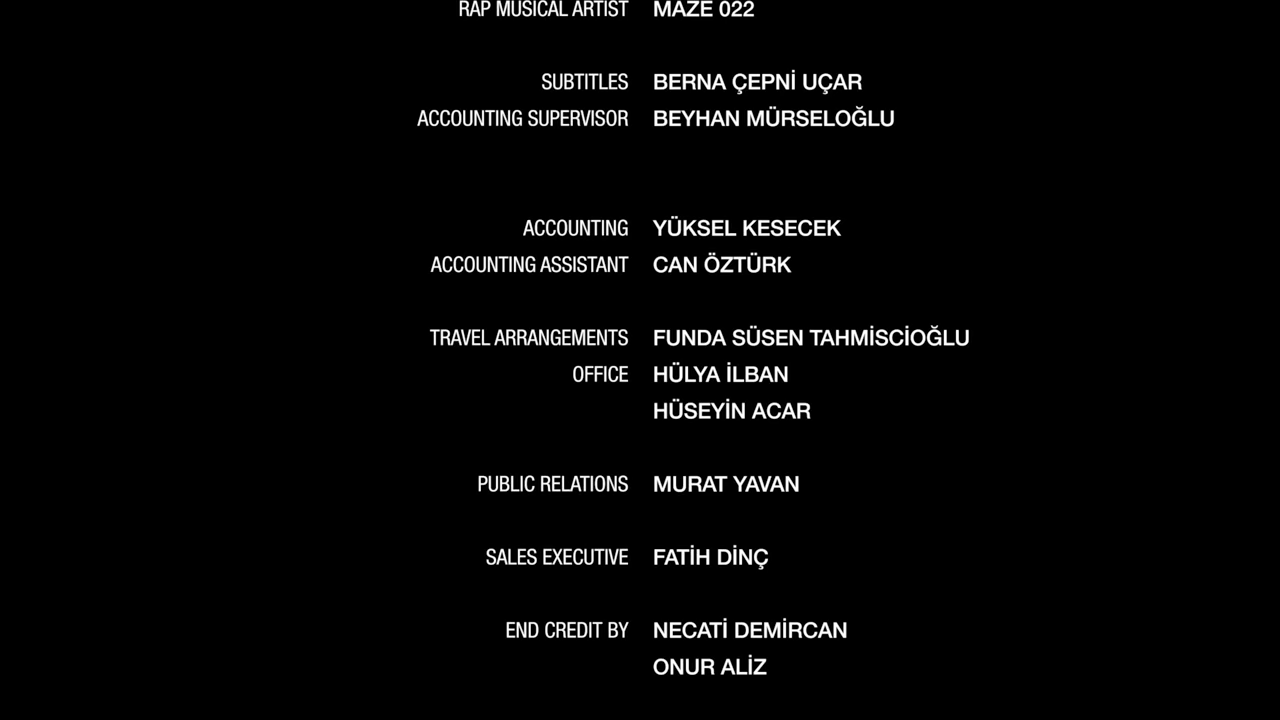 RAP MUSICAL ARTIST MAZE 022
SUBTITLES BERNA ÇEPNİ UÇAR
ACCOUNTING SUPERVISOR BEYHAN MÜRSELOĞLU
ACCOUNTING YÜKSEL KESECEK
ACCOUNTING ASSISTANT CAN ÖZTÜRK
TRAVEL ARRANGEMENTS FUNDA SÜSEN TAHMİSCİOĞLU
OFFICE HÜLYA İLBAN
HÜSEYİN ACAR
PUBLIC RELATIONS MURAT YAVAN
SALES EXECUTIVE FATİH DİNÇ
END CREDIT BY NECATİ DEMİRCAN
ONUR ALİZ